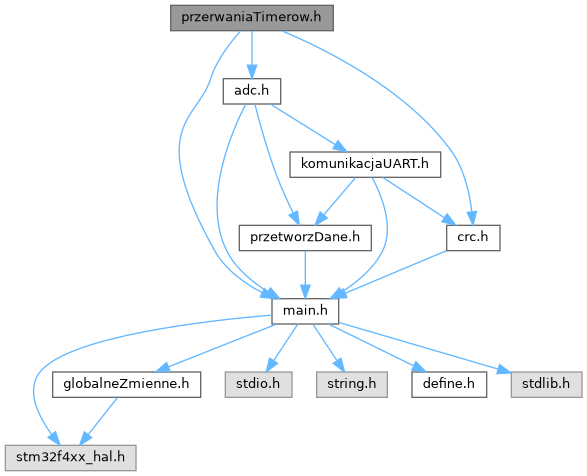 przerwaniaTimerow.h
adc.h
komunikacjaUART.h
przetworzDane.h
crc.h
main.h
globalneZmienne.h
stdio.h
string.h
define.h
stdlib.h
stm32f4xx_hal.h